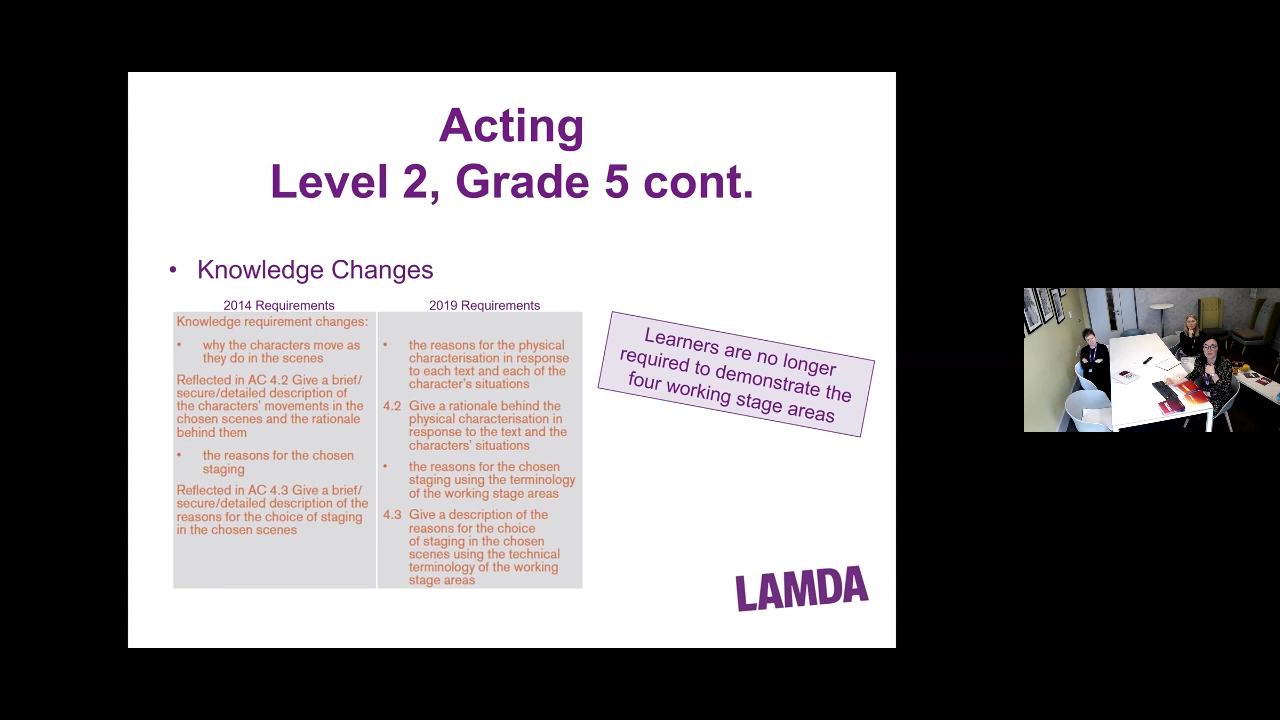 Acting
Level 2, Grade 5 cont.
• Knowledge Changes
2014 Requirements
Knowledge requirement changes:
• why the characters move as
they do in the scenes
Reflected in AC 4.2 Give a brief/
secure/detailed description of
the characters' movements in the
chosen scenes and the rationale
behind them
• the reasons for the chosen
staging
Reflected in AC 4.3 Give a brief/
secure/detailed description of the
reasons for the choice of staging
in the chosen scenes
2019 Requirements
• the reasons for the physical
characterisation in response
to each text and each of the
character's situations
4.2 Give a rationale behind the
physical characterisation in
response to the text and the
characters' situations
• the reasons for the chosen
staging using the terminology
of the working stage areas
4.3 Give a description of the
reasons for the choice
of staging in the chosen
scenes using the technical
terminology of the working
stage areas
Learners are no longer
required to demonstrate the
four working stage areas
LAMDA